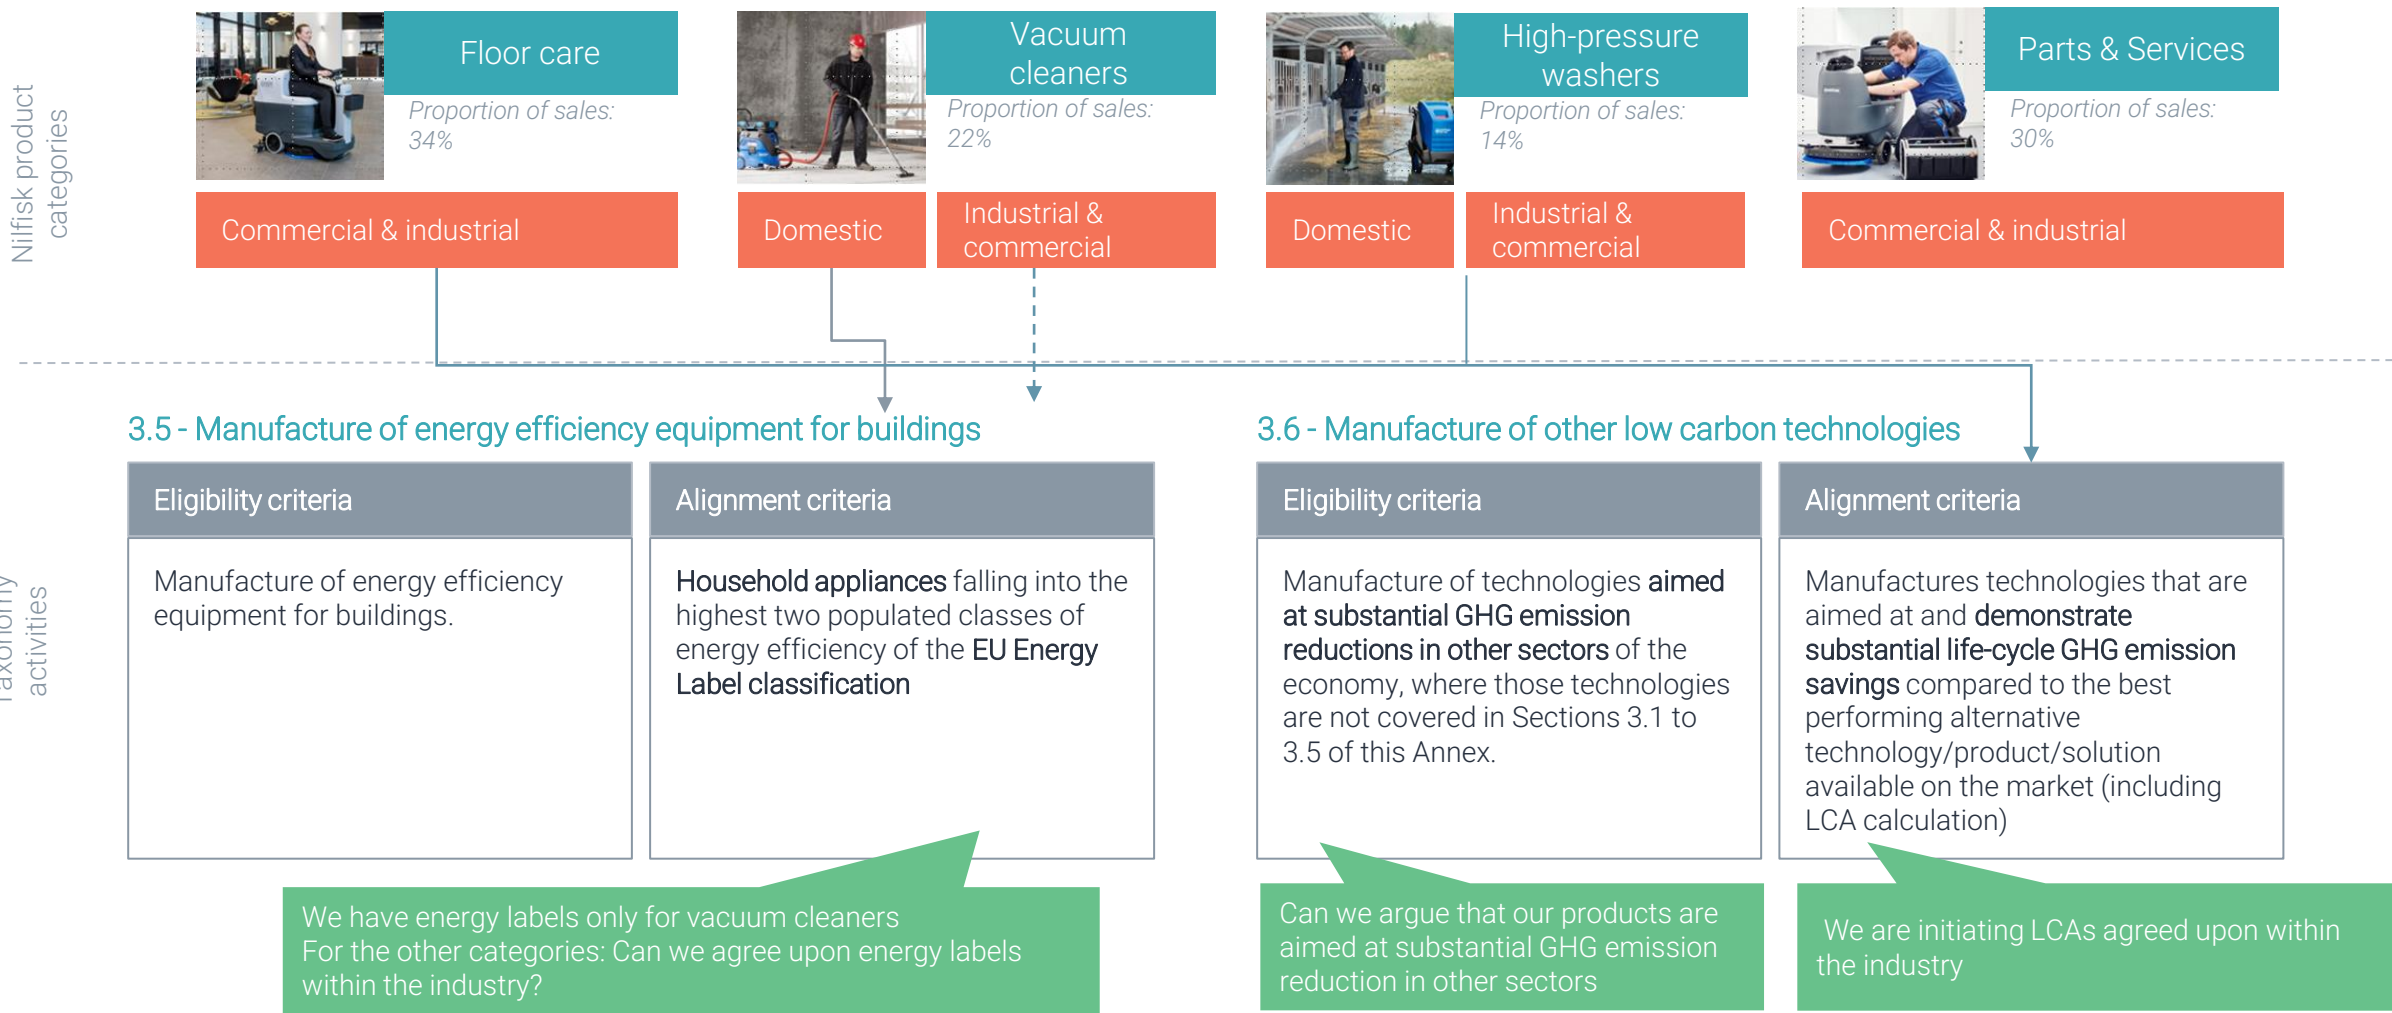 Nilfisk product
categories
Floor care
Proportion of sales:
34%
Commercial & industrial
Vacuum
cleaners
Proportion of sales:
22%
Domestic
Industrial &
commercial
High-pressure
washers
Proportion of sales:
14%
Domestic
Industrial &
commercial
Parts & Services
Proportion of sales:
30%
Commercial & industrial
Taxonomy
activities
3.5 - Manufacture of energy efficiency equipment for buildings
Eligibility criteria
Manufacture of energy efficiency
equipment for buildings.
Alignment criteria
Household appliances falling into the
highest two populated classes of
energy efficiency of the EU Energy
Label classification
We have energy labels only for vacuum cleaners
For the other categories: Can we agree upon energy labels
within the industry?
3.6 - Manufacture of other low carbon technologies
Eligibility criteria
Manufacture of technologies aimed
at substantial GHG emission
reductions in other sectors of the
economy, where those technologies
are not covered in Sections 3.1 to
3.5 of this Annex.
Alignment criteria
Manufactures technologies that are
aimed at and demonstrate
substantial life-cycle GHG emission
savings compared to the best
performing alternative
technology/product/solution
available on the market (including
LCA calculation)
Can we argue that our products are
aimed at substantial GHG emission
reduction in other sectors
We are initiating LCAs agreed upon within
the industry